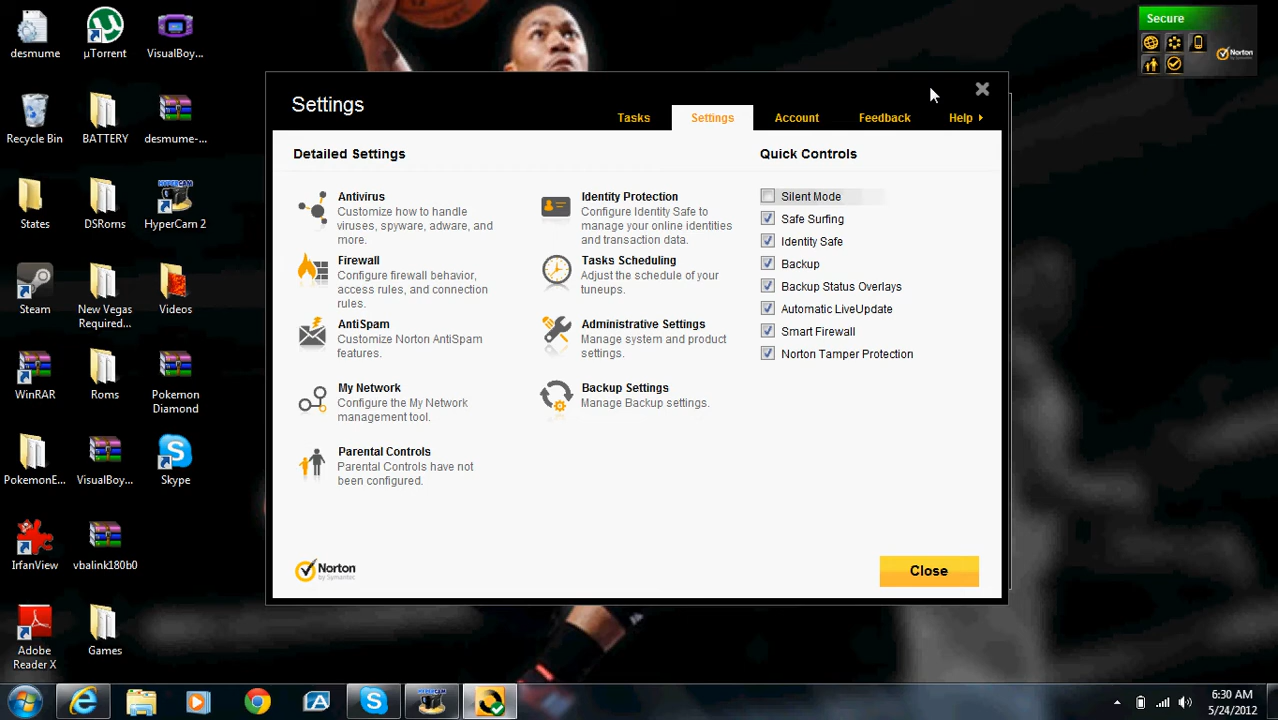 desmume
µTorrent
VisualBoy...
Secure
Norton
by Symantec
Recycle Bin
BATTERY
desmume-...
States
DSRoms
HyperCam 2
Steam
New Vegas
Required...
Videos
WinRAR
Roms
Pokemon
Diamond
PokemonE...
VisualBoy...
Skype
IrfanView
vbalink180b0
Adobe
Reader X
Games
Settings
Tasks
Settings
Account
Feedback
Help
Detailed Settings
Antivirus
Customize how to handle
viruses, spyware, adware, and
more.
Firewall
Configure firewall behavior,
access rules, and connection
rules.
AntiSpam
Customize Norton AntiSpam
features.
My Network
Configure the My Network
management tool.
Parental Controls
Parental Controls have not
been configured.
Identity Protection
Configure Identity Safe to
manage your online identities
and transaction data.
Tasks Scheduling
Adjust the schedule of your
tuneups.
Administrative Settings
Manage system and product
settings.
Backup Settings
Manage Backup settings.
Quick Controls
Silent Mode
Safe Surfing
Identity Safe
Backup
Backup Status Overlays
Automatic LiveUpdate
Smart Firewall
Norton Tamper Protection
Norton
by Symantec
Close
6:30 AM
5/24/2012